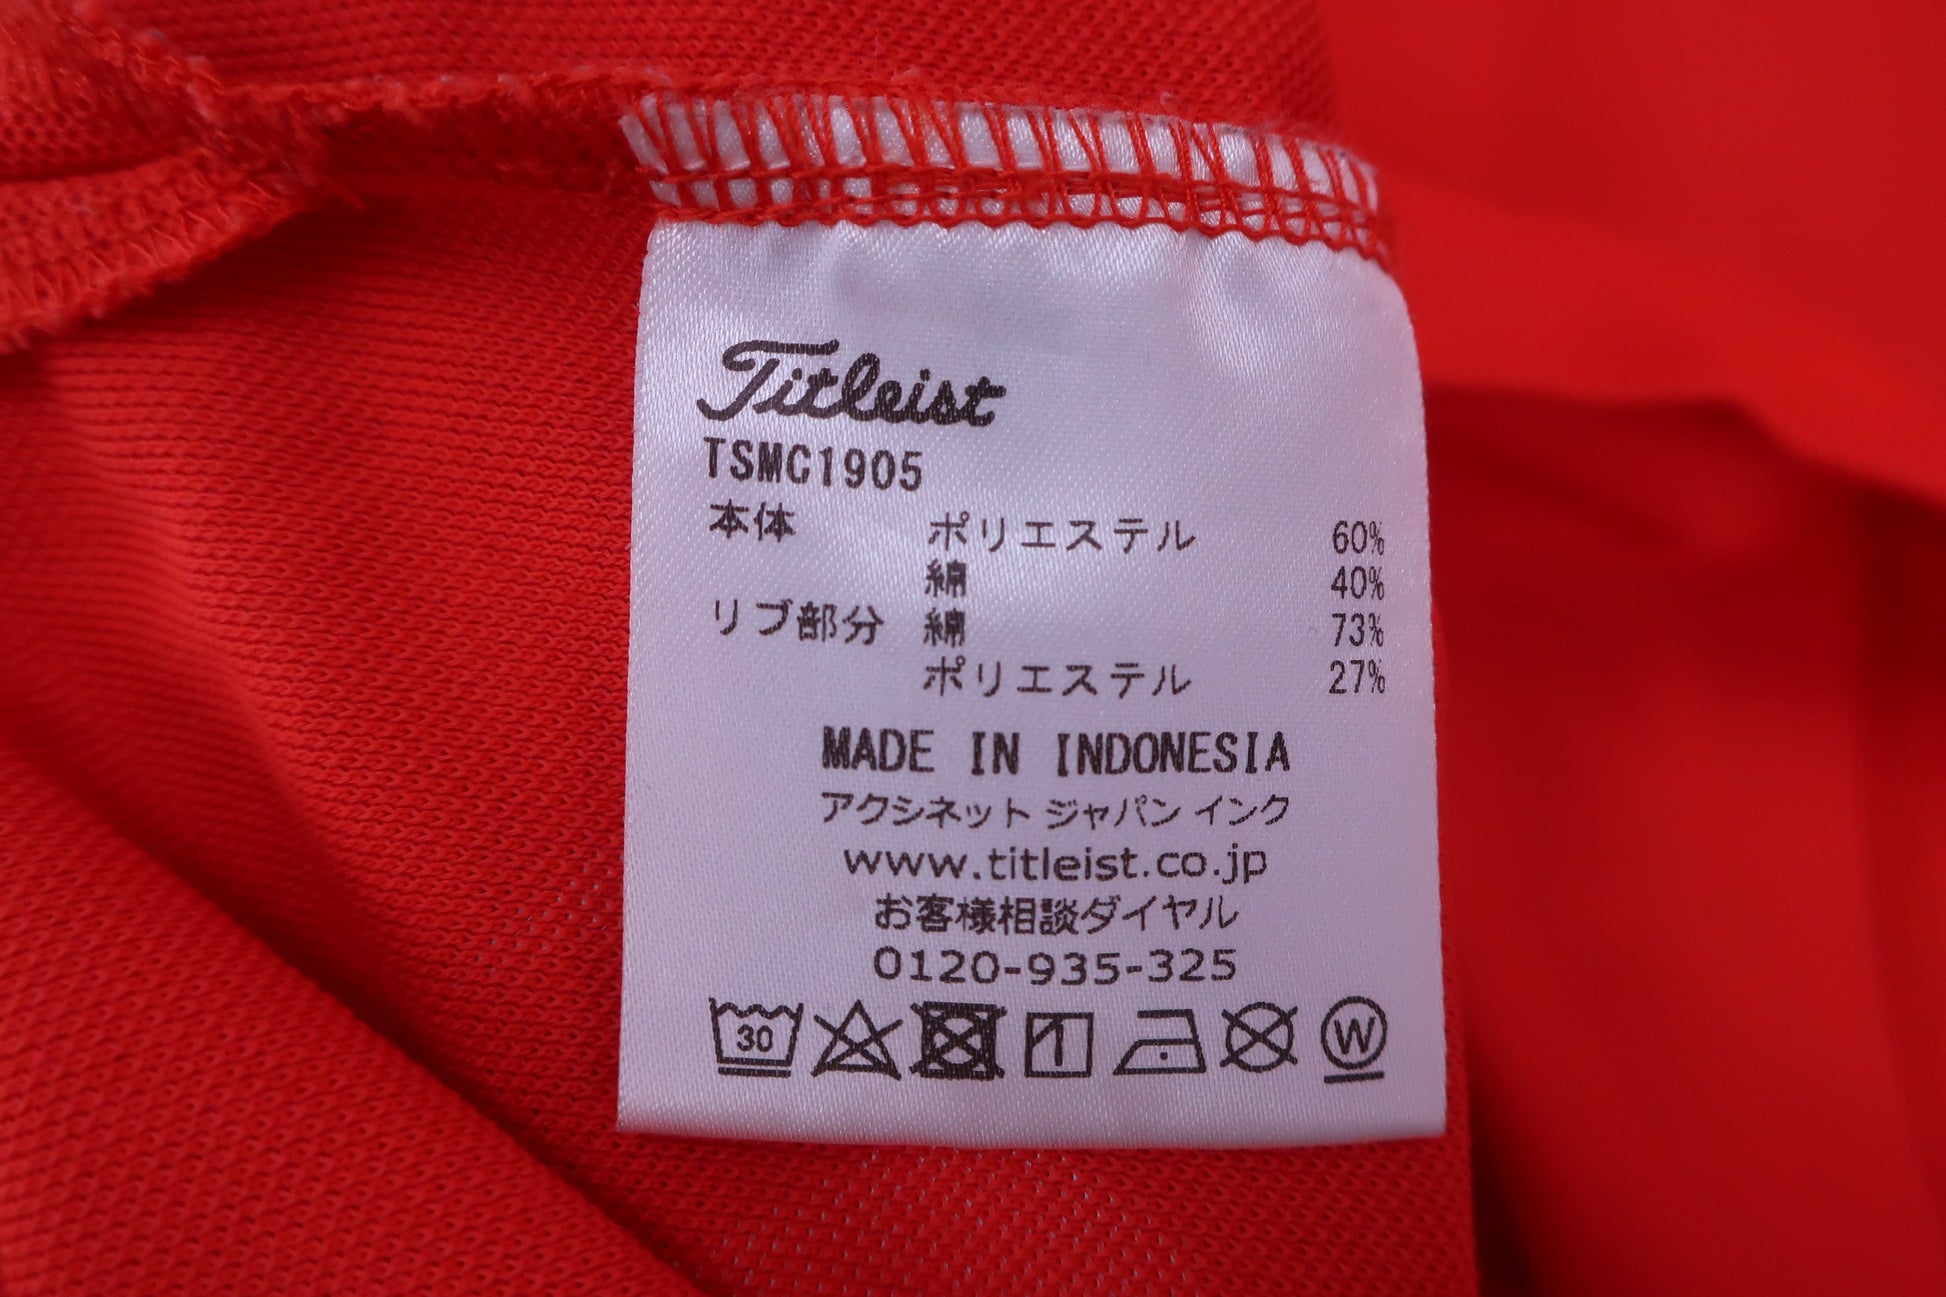 Titleist
TSMC1905
本体 ポリエステル 60%
綿 40%
リブ部分 綿 73%
ポリエステル 27%
MADE IN INDONESIA
アクシネット ジャパン インク
www.titleist.co.jp
お客様相談ダイヤル
0120-935-325
30 W